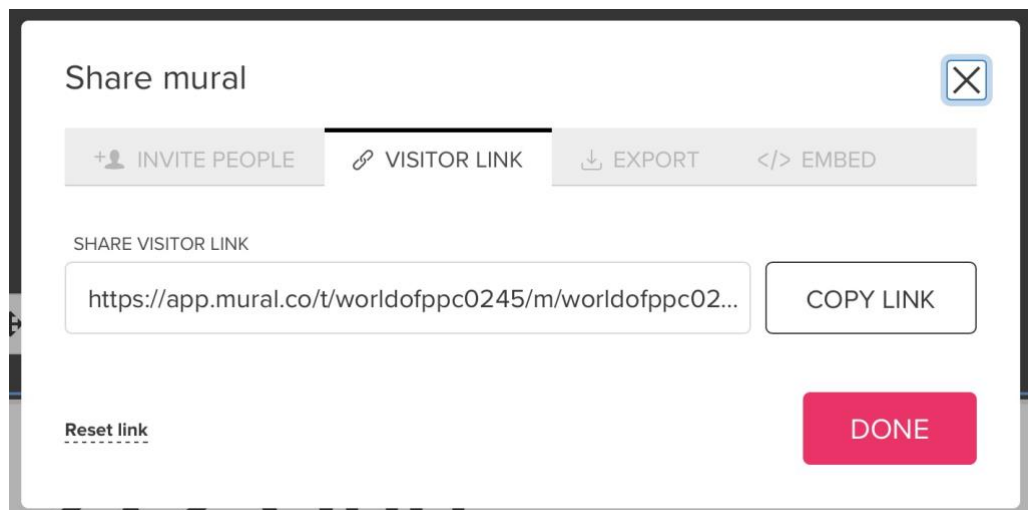 Share mural
INVITE PEOPLE VISITOR LINK EXPORT </> EMBED
SHARE VISITOR LINK
https://app.mural.co/t/worldofppc0245/m/worldofppc02... COPY LINK
Reset link DONE